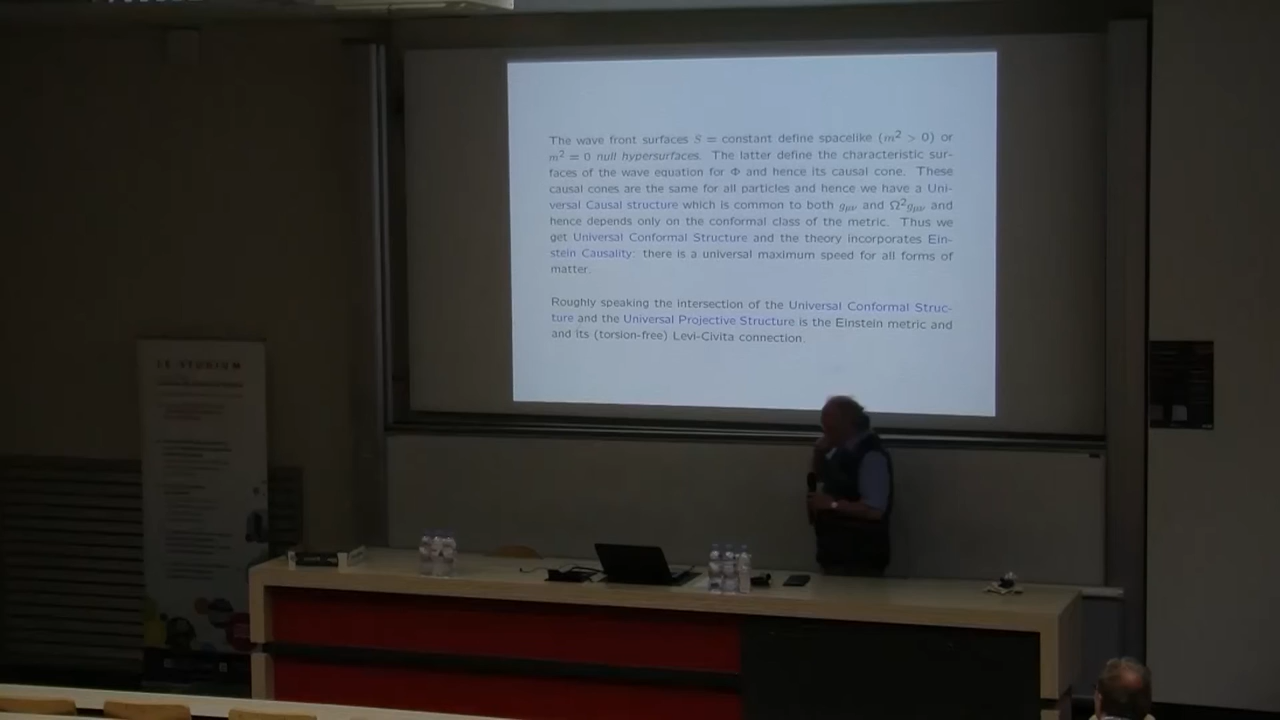 The wave front surfaces S = constant define spacelike (m² > 0) or
m² = 0 null hypersurfaces. The latter define the characteristic sur-
faces of the wave equation for Φ and hence its causal cone. These
causal cones are the same for all particles and hence we have a Uni-
versal Causal structure which is common to both gμν and Ω²gμν and
hence depends only on the conformal class of the metric. Thus we
get Universal Conformal Structure and the theory incorporates Ein-
stein Causality: there is a universal maximum speed for all forms of
matter.
Roughly speaking the intersection of the Universal Conformal Struc-
ture and the Universal Projective Structure is the Einstein metric and
and its (torsion-free) Levi-Civita connection.
LE STUDIUM